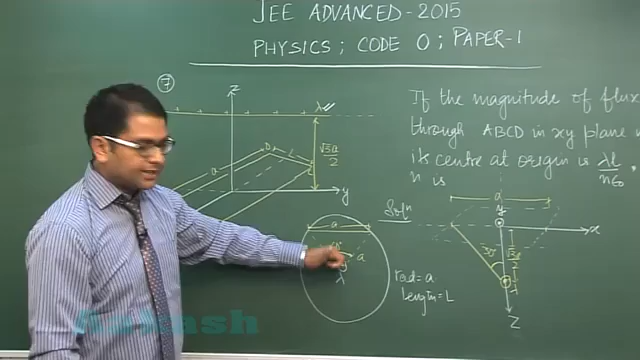 JEE ADVANCED-2015
PHYSICS; CODE 0; PAPER-1
7
z
λ
If the magnitude of flux
through ABCD in xy plane
its centre at origin is λL/nε₀,
n is
√3a/2
a
D
L
y
Solⁿ
a
a
λ
rad = a
Length = L
a
y
x
30°
√3a/2
λ
Z
Aakash